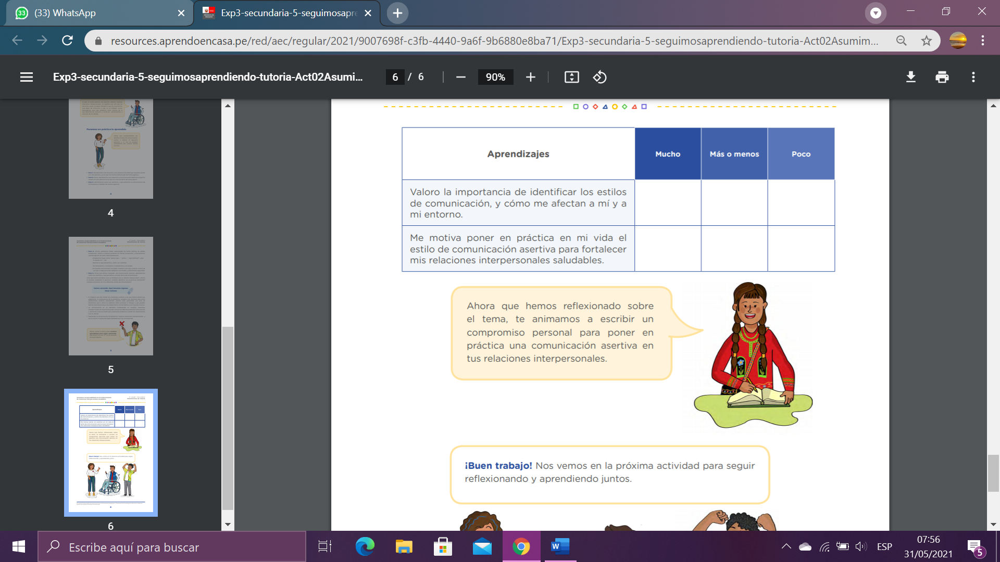 (33) WhatsApp
Exp3-secundaria-5-seguimosapre
resources.aprendoencasa.pe/red/aec/regular/2021/9007698f-c3fb-4440-9a6f-9b6880e8ba71/Exp3-secundaria-5-seguimosaprendiendo-tutoria-Act02Asumim...
Exp3-secundaria-5-seguimosaprendiendo-tutoria-Act02Asumi...
6 / 6
90%
4
5
6
Aprendizajes
Mucho
Más o menos
Poco
Valoro la importancia de identificar los estilos
de comunicación, y cómo me afectan a mí y a
mi entorno.
Me motiva poner en práctica en mi vida el
estilo de comunicación asertiva para fortalecer
mis relaciones interpersonales saludables.
Ahora que hemos reflexionado sobre
el tema, te animamos a escribir un
compromiso personal para poner en
práctica una comunicación asertiva en
tus relaciones interpersonales.
¡Buen trabajo! Nos vemos en la próxima actividad para seguir
reflexionando y aprendiendo juntos.
Escribe aquí para buscar
ESP
07:56
31/05/2021
5